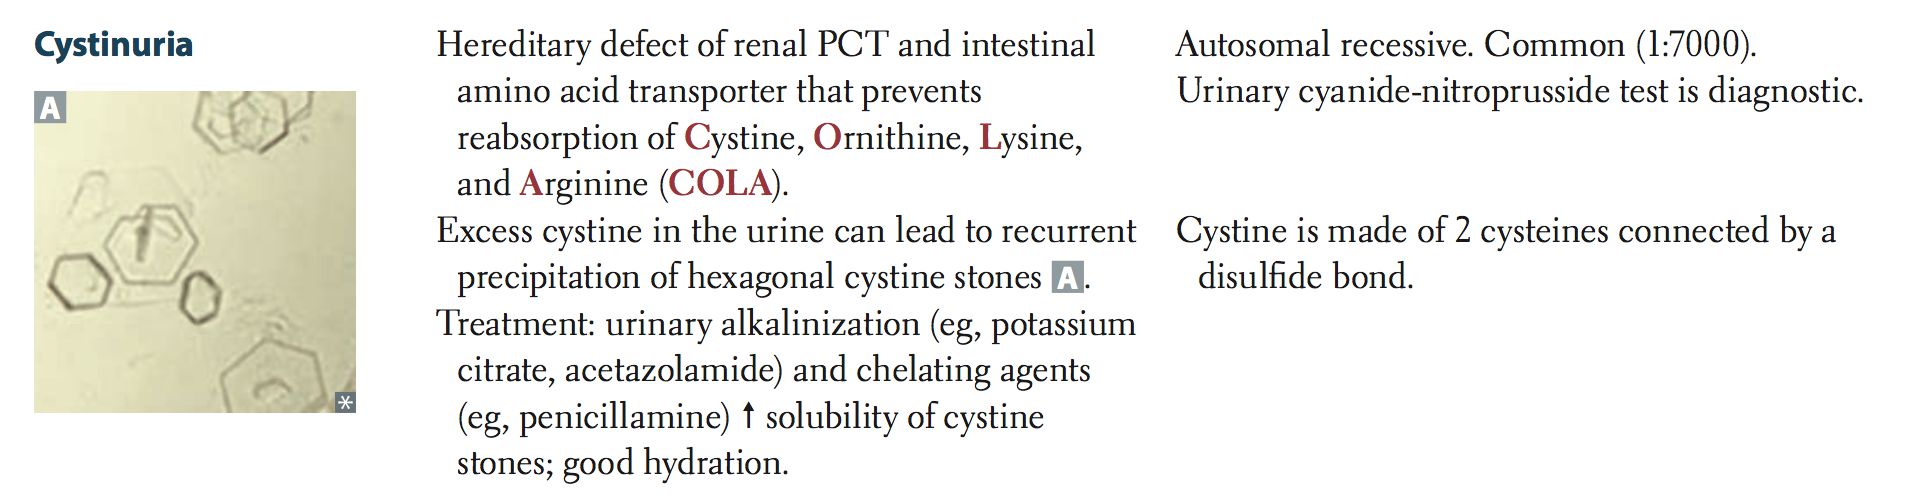 Cystinuria
A
Hereditary defect of renal PCT and intestinal
amino acid transporter that prevents
reabsorption of Cystine, Ornithine, Lysine,
and Arginine (COLA).
Excess cystine in the urine can lead to recurrent
precipitation of hexagonal cystine stones A.
Treatment: urinary alkalinization (eg, potassium
citrate, acetazolamide) and chelating agents
(eg, penicillamine) ↑ solubility of cystine
stones; good hydration.
Autosomal recessive. Common (1:7000).
Urinary cyanide-nitroprusside test is diagnostic.
Cystine is made of 2 cysteines connected by a
disulfide bond.
*